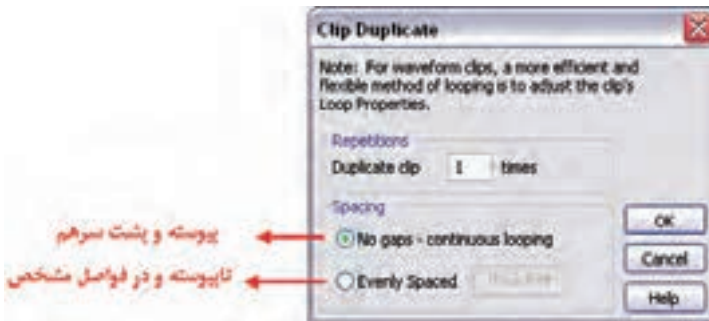 Clip Duplicate
Note: For waveform clips, a more efficient and
flexible method of looping is to adjust the clip's
Loop Properties.
Repetitions
Duplicate clip 1 times
Spacing
پیوسته و پشت سرهم
No gaps - continuous looping
ناپیوسته و در فواصل مشخص
Evenly Spaced
OK
Cancel
Help